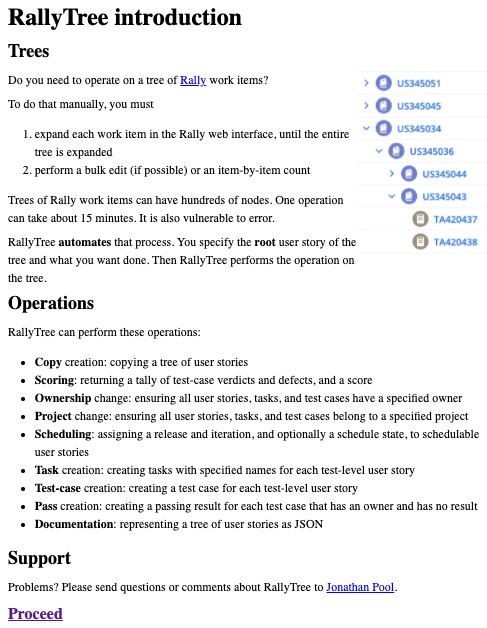 RallyTree introduction
Trees
Do you need to operate on a tree of Rally work items?
To do that manually, you must
1. expand each work item in the Rally web interface, until the entire
tree is expanded
2. perform a bulk edit (if possible) or an item-by-item count
Trees of Rally work items can have hundreds of nodes. One operation
can take about 15 minutes. It is also vulnerable to error.
RallyTree automates that process. You specify the root user story of the
tree and what you want done. Then RallyTree performs the operation on
the tree.
US345051
US345045
US345034
US345036
US345044
US345043
TA420437
TA420438
Operations
RallyTree can perform these operations:
• Copy creation: copying a tree of user stories
• Scoring: returning a tally of test-case verdicts and defects, and a score
• Ownership change: ensuring all user stories, tasks, and test cases have a specified owner
• Project change: ensuring all user stories, tasks, and test cases belong to a specified project
• Scheduling: assigning a release and iteration, and optionally a schedule state, to schedulable
user stories
• Task creation: creating tasks with specified names for each test-level user story
• Test-case creation: creating a test case for each test-level user story
• Pass creation: creating a passing result for each test case that has an owner and has no result
• Documentation: representing a tree of user stories as JSON
Support
Problems? Please send questions or comments about RallyTree to Jonathan Pool.
Proceed